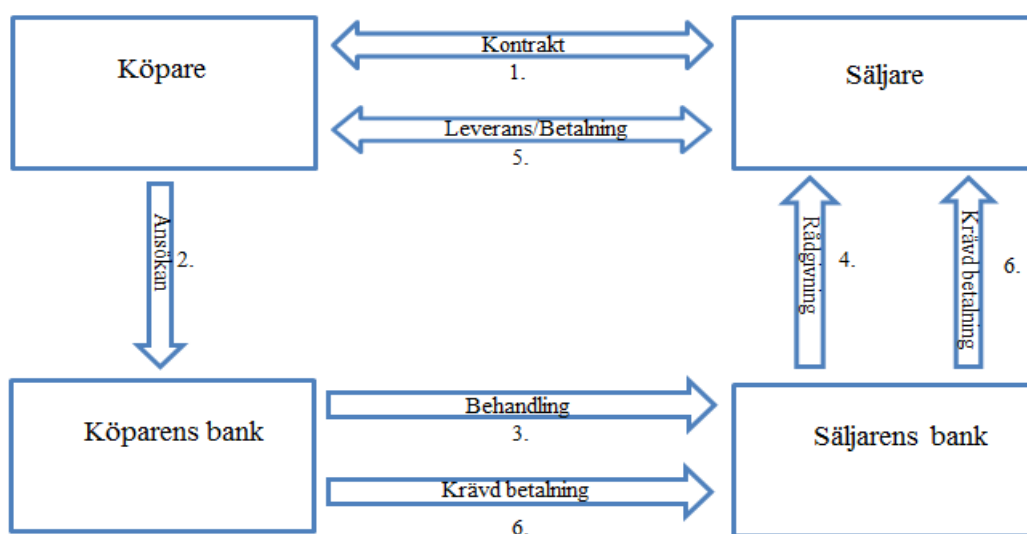 Köpare
Kontrakt
1.
Säljare
Leverans/Betalning
5.
Ansökan
2.
Rådgivning
4.
Krävd betalning
6.
Köparens bank
Behandling
3.
Säljarens bank
Krävd betalning
6.